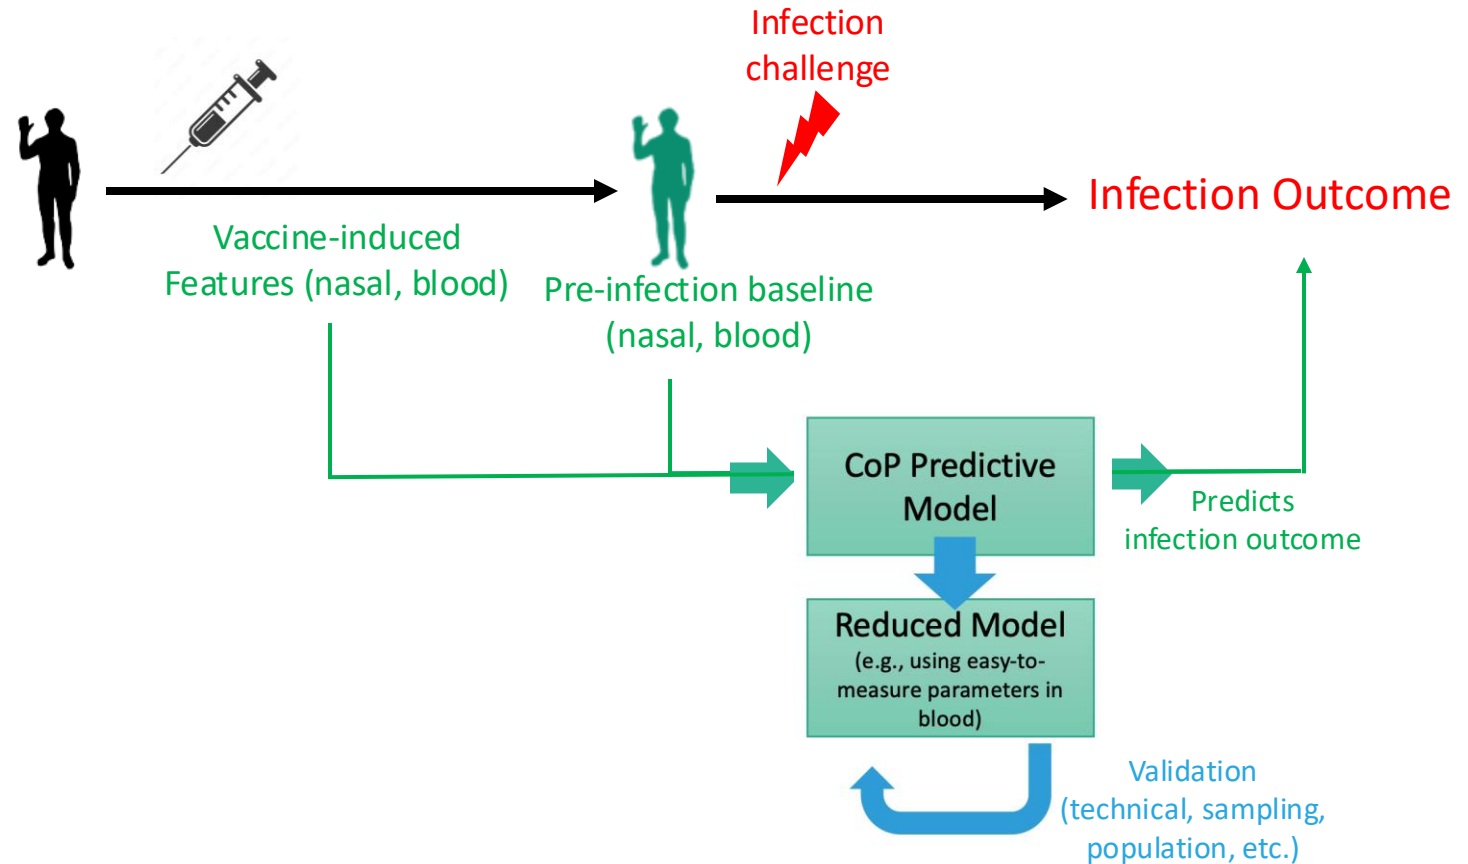 Infection
challenge
Infection Outcome
Vaccine-induced
Features (nasal, blood)
Pre-infection baseline
(nasal, blood)
CoP Predictive
Model
Predicts
infection outcome
Reduced Model
(e.g., using easy-to-
measure parameters in
blood)
Validation
(technical, sampling,
population, etc.)